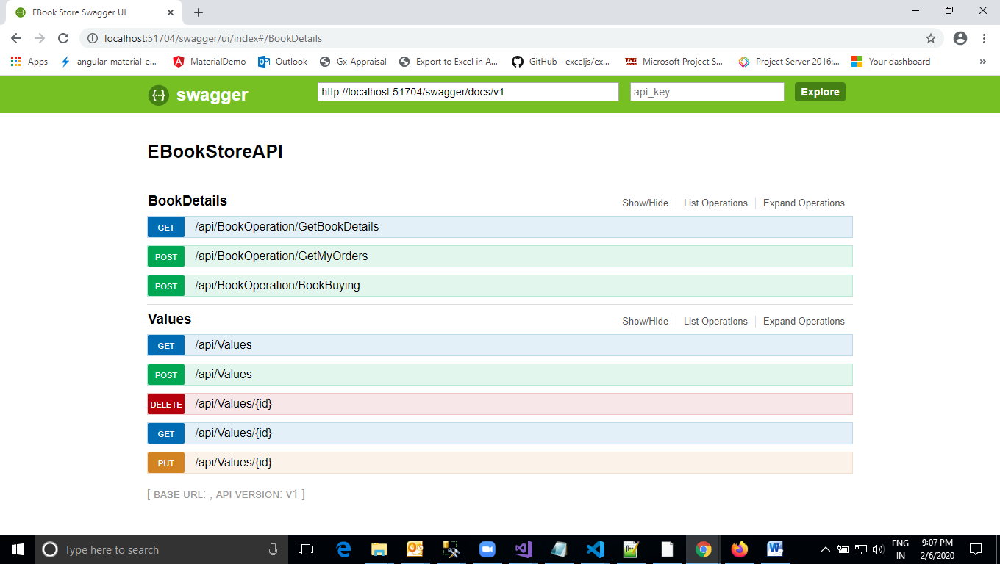 EBook Store Swagger UI
localhost:51704/swagger/ui/index#/BookDetails
Apps angular-material-e... MaterialDemo Outlook Gx-Appraisal Export to Excel in A... GitHub - exceljs/ex... Microsoft Project S... Project Server 2016:... Your dashboard »
{···} swagger http://localhost:51704/swagger/docs/v1 api_key Explore
EBookStoreAPI
BookDetails Show/Hide List Operations Expand Operations
GET /api/BookOperation/GetBookDetails
POST /api/BookOperation/GetMyOrders
POST /api/BookOperation/BookBuying
Values Show/Hide List Operations Expand Operations
GET /api/Values
POST /api/Values
DELETE /api/Values/{id}
GET /api/Values/{id}
PUT /api/Values/{id}
[ BASE URL: , API VERSION: v1 ]
Type here to search
ENG
IN
9:07 PM
2/6/2020